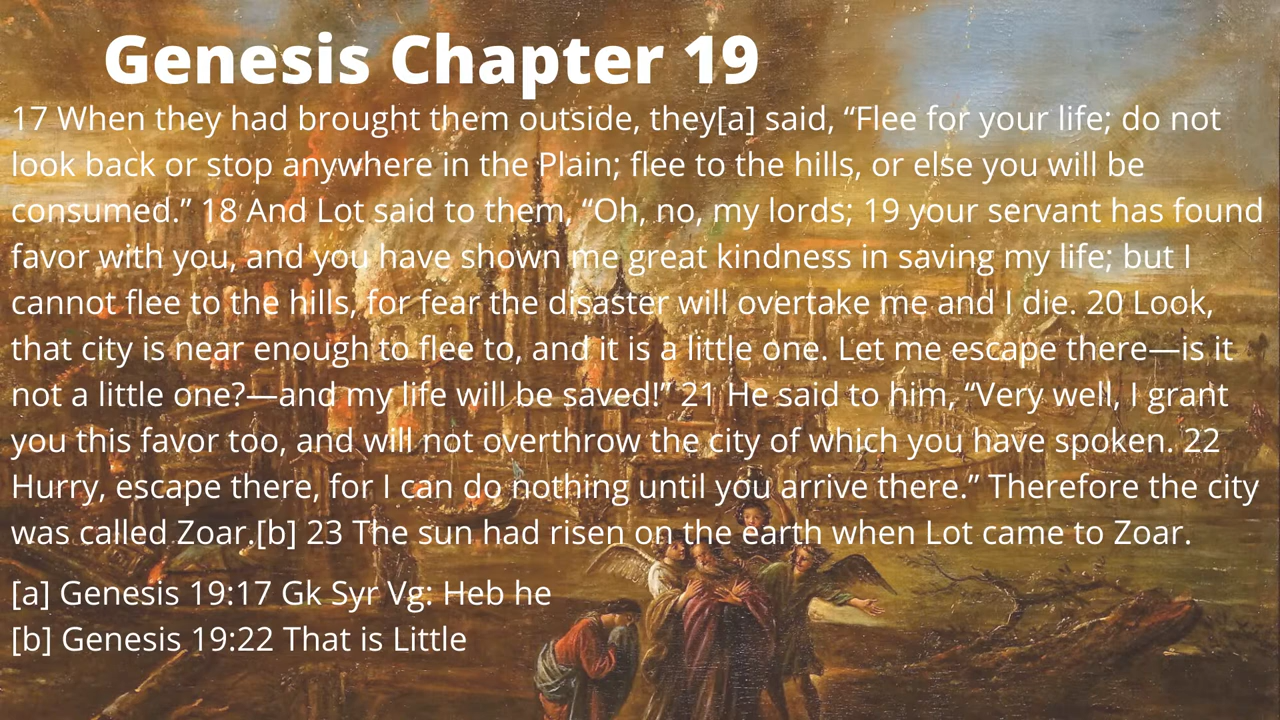 Genesis Chapter 19
17 When they had brought them outside, they[a] said, “Flee for your life; do not
look back or stop anywhere in the Plain; flee to the hills, or else you will be
consumed.” 18 And Lot said to them, “Oh, no, my lords; 19 your servant has found
favor with you, and you have shown me great kindness in saving my life; but I
cannot flee to the hills, for fear the disaster will overtake me and I die. 20 Look,
that city is near enough to flee to, and it is a little one. Let me escape there—is it
not a little one?—and my life will be saved!” 21 He said to him, “Very well, I grant
you this favor too, and will not overthrow the city of which you have spoken. 22
Hurry, escape there, for I can do nothing until you arrive there.” Therefore the city
was called Zoar.[b] 23 The sun had risen on the earth when Lot came to Zoar.
[a] Genesis 19:17 Gk Syr Vg: Heb he
[b] Genesis 19:22 That is Little